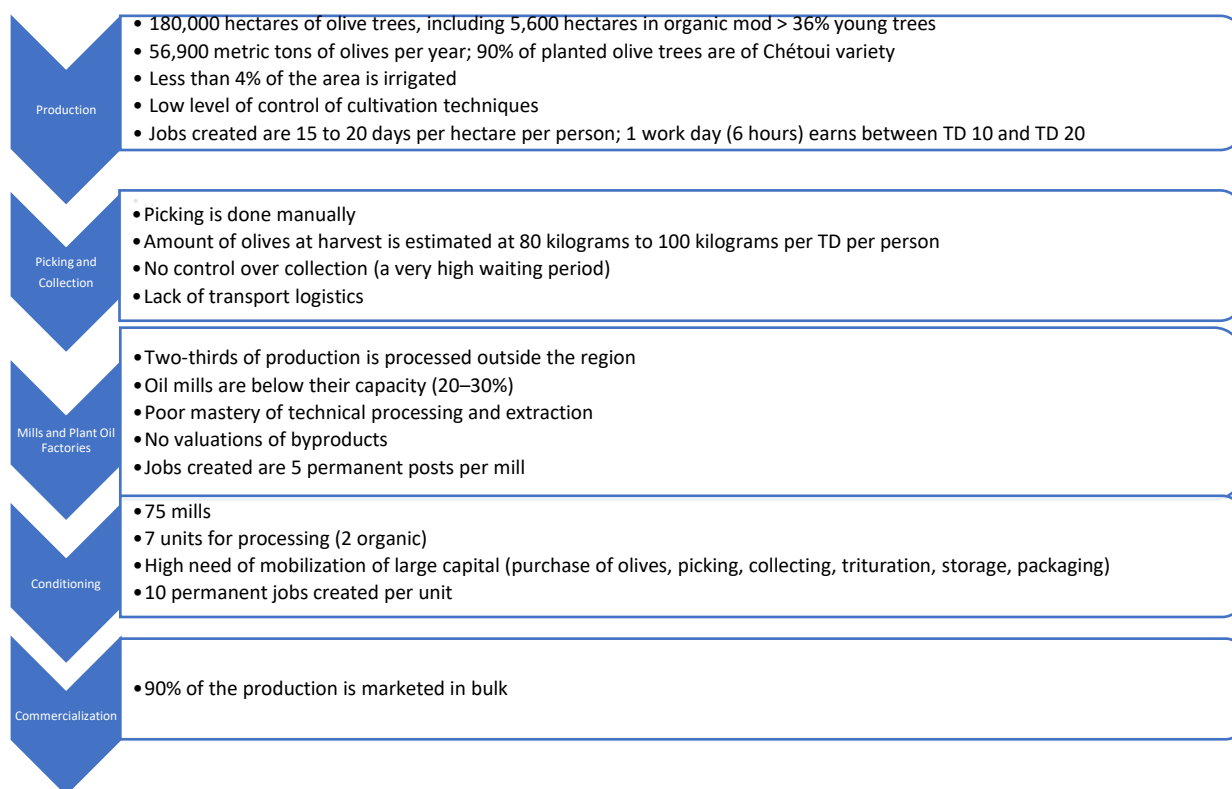 Production
• 180,000 hectares of olive trees, including 5,600 hectares in organic mod > 36% young trees
• 56,900 metric tons of olives per year; 90% of planted olive trees are of Chétoui variety
• Less than 4% of the area is irrigated
• Low level of control of cultivation techniques
• Jobs created are 15 to 20 days per hectare per person; 1 work day (6 hours) earns between TD 10 and TD 20
Picking and
Collection
•
• Picking is done manually
• Amount of olives at harvest is estimated at 80 kilograms to 100 kilograms per TD per person
• No control over collection (a very high waiting period)
• Lack of transport logistics
Mills and Plant Oil
Factories
• Two-thirds of production is processed outside the region
• Oil mills are below their capacity (20–30%)
• Poor mastery of technical processing and extraction
• No valuations of byproducts
• Jobs created are 5 permanent posts per mill
Conditioning
• 75 mills
• 7 units for processing (2 organic)
• High need of mobilization of large capital (purchase of olives, picking, collecting, trituration, storage, packaging)
• 10 permanent jobs created per unit
Commercialization
• 90% of the production is marketed in bulk